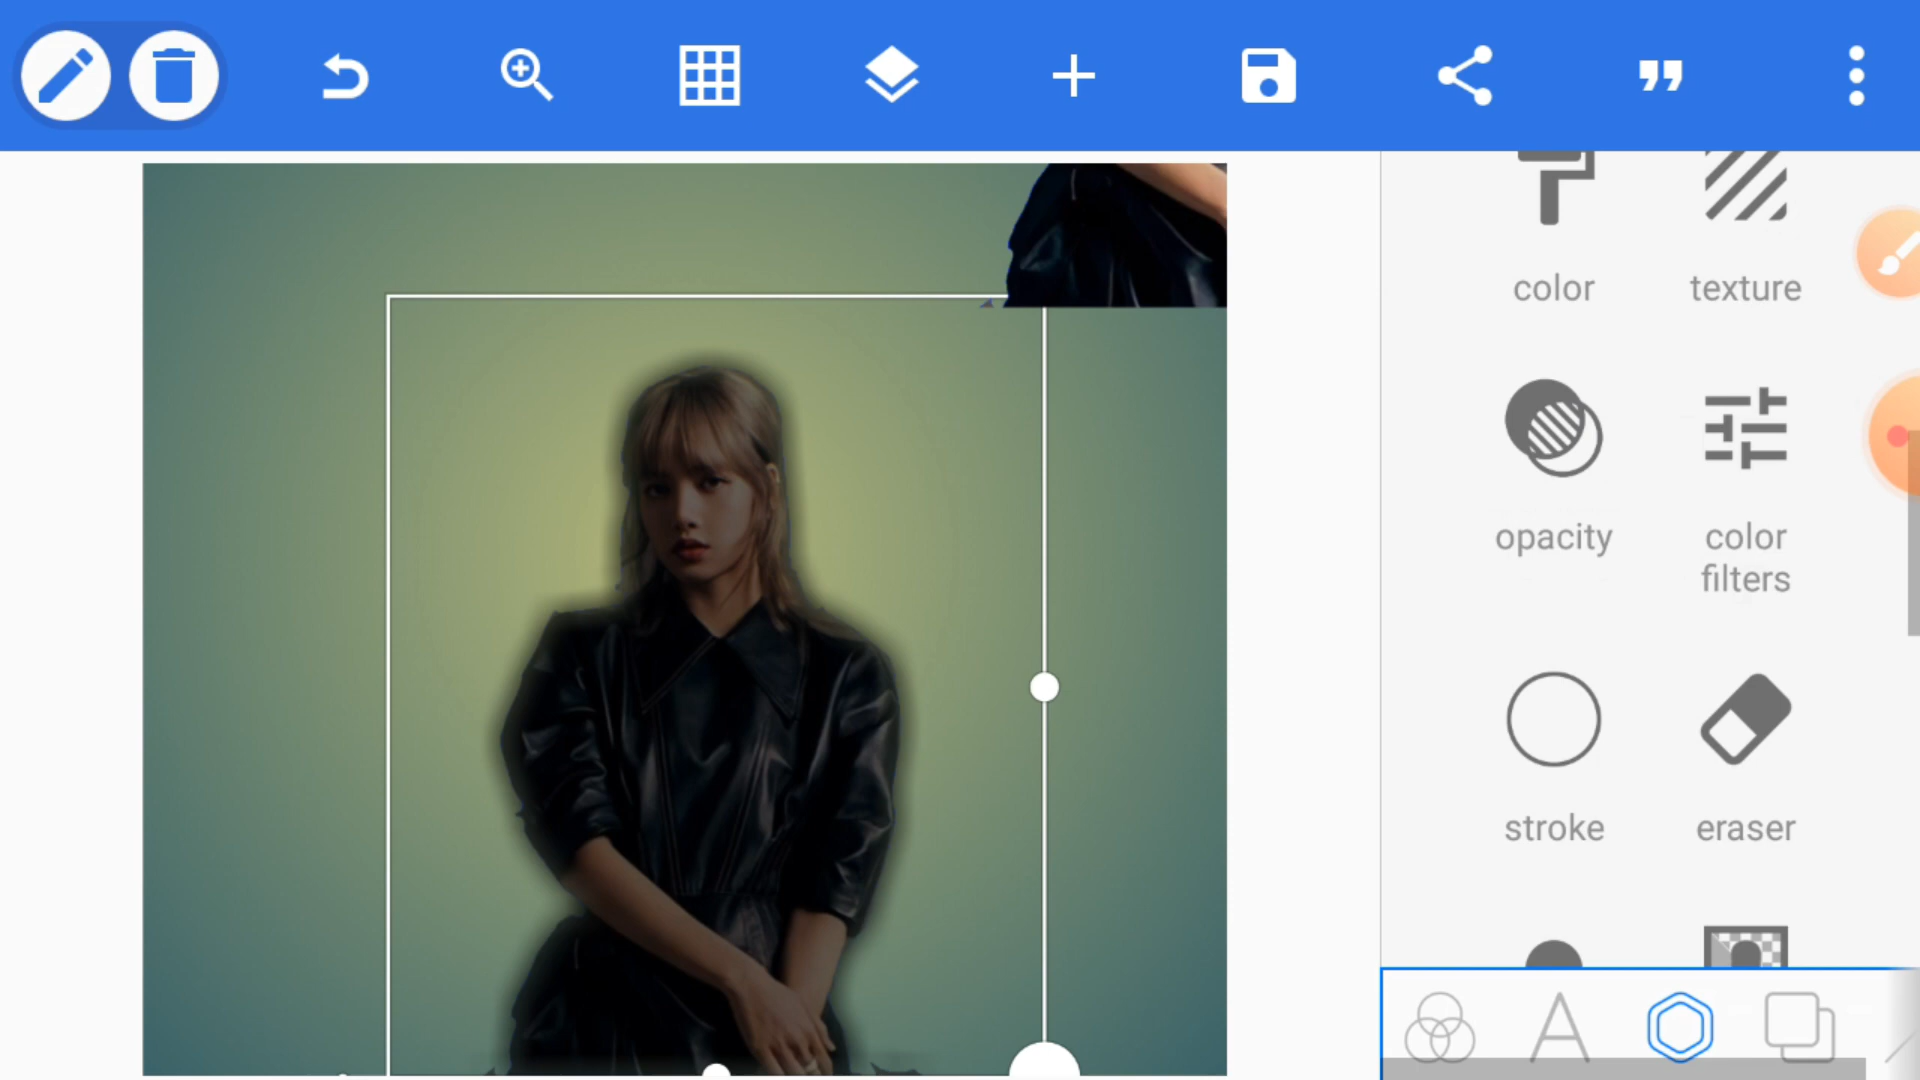 color texture
opacity color
filters
stroke eraser